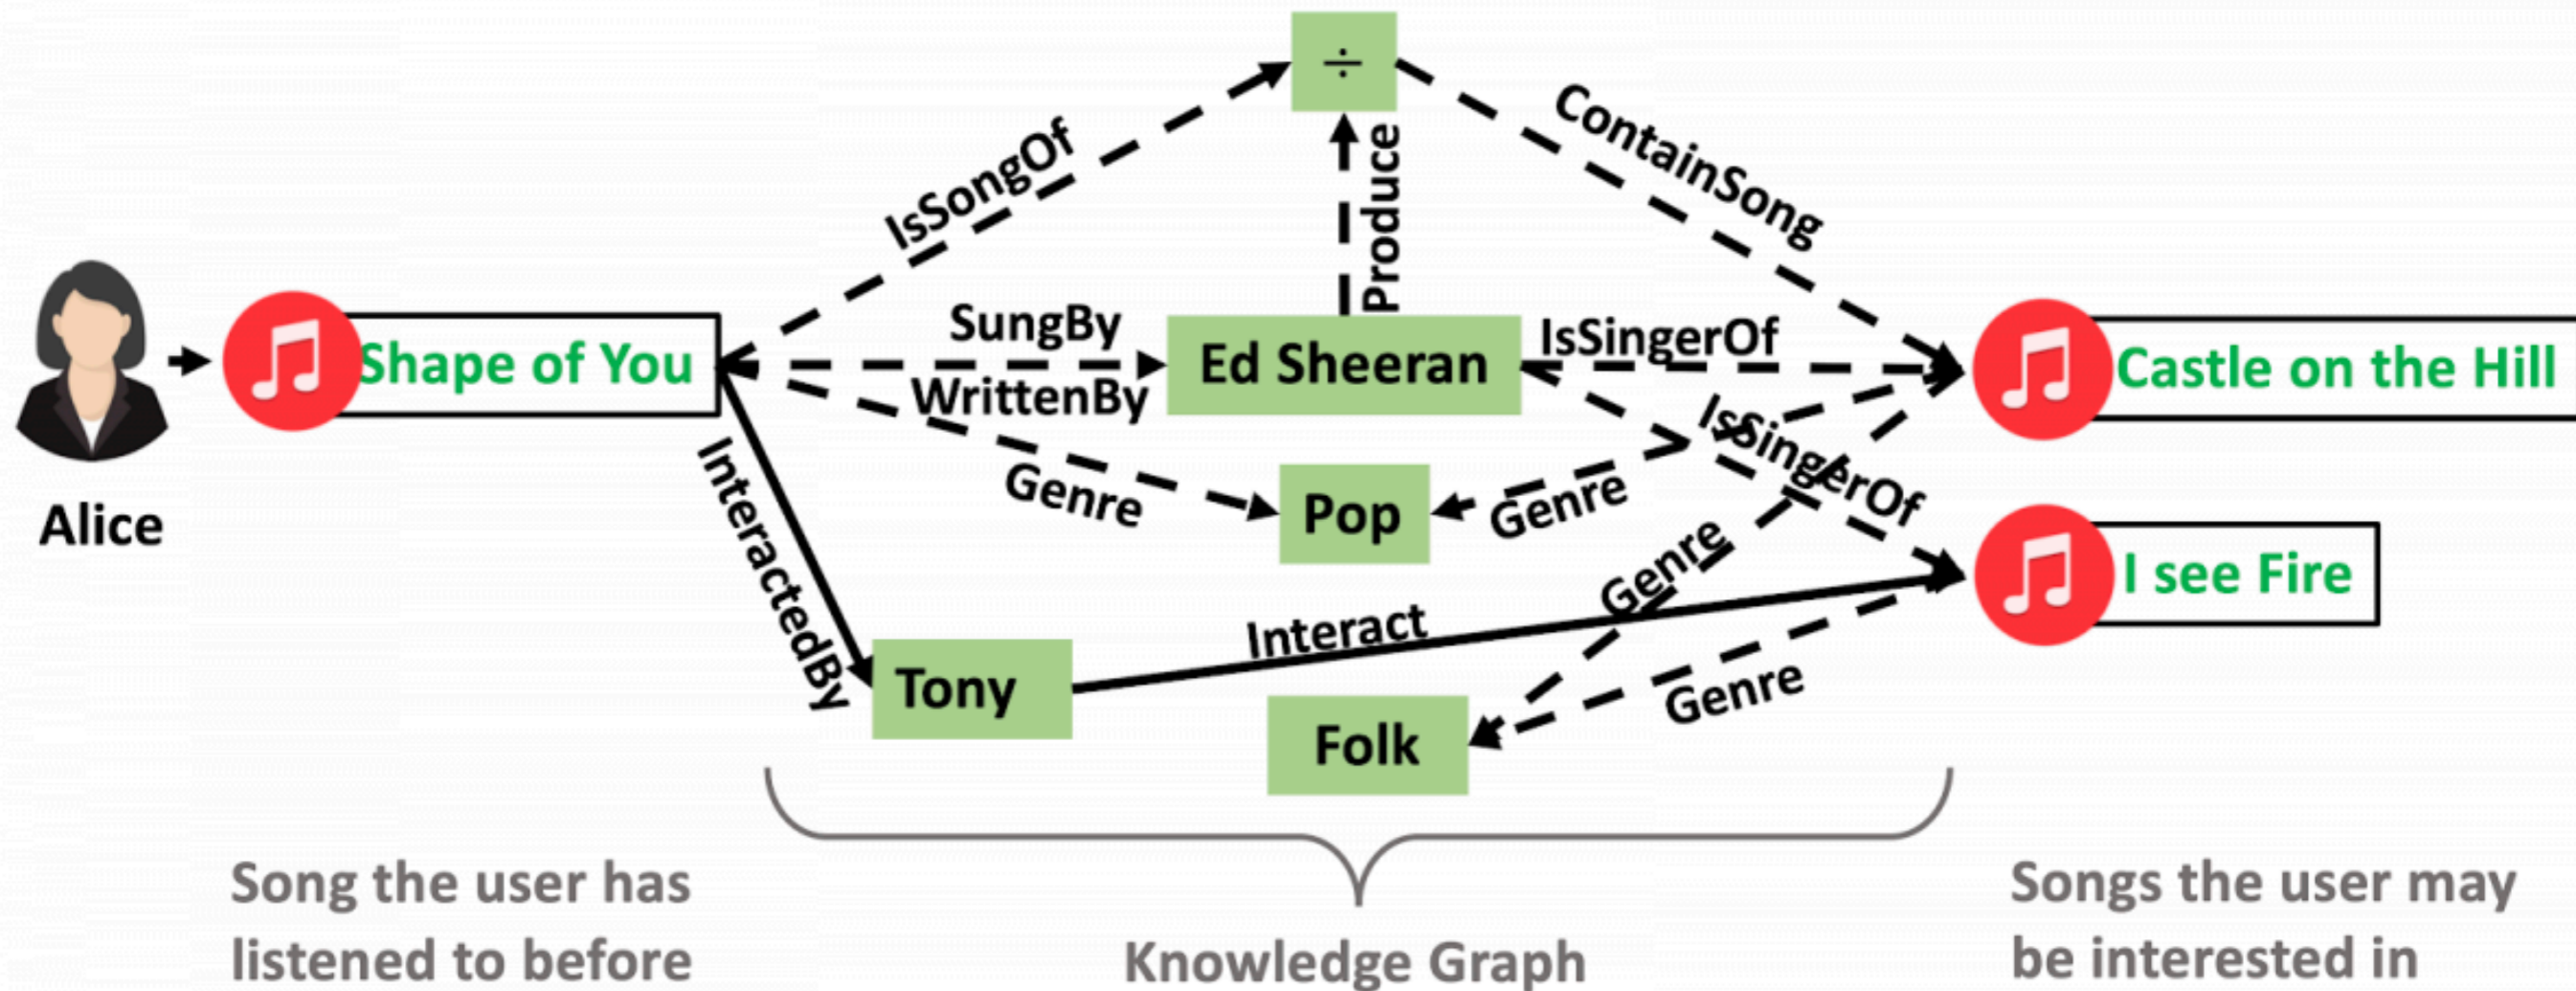 ÷
IsSongOf
ContainSong
Produce
Shape of You
SungBy
WrittenBy
Ed Sheeran
IsSingerOf
Castle on the Hill
IsSingerOf
Alice
InteractedBy
Genre
Pop
Genre
Genre
I see Fire
Interact
Tony
Genre
Folk
Song the user has
listened to before
Knowledge Graph
Songs the user may
be interested in